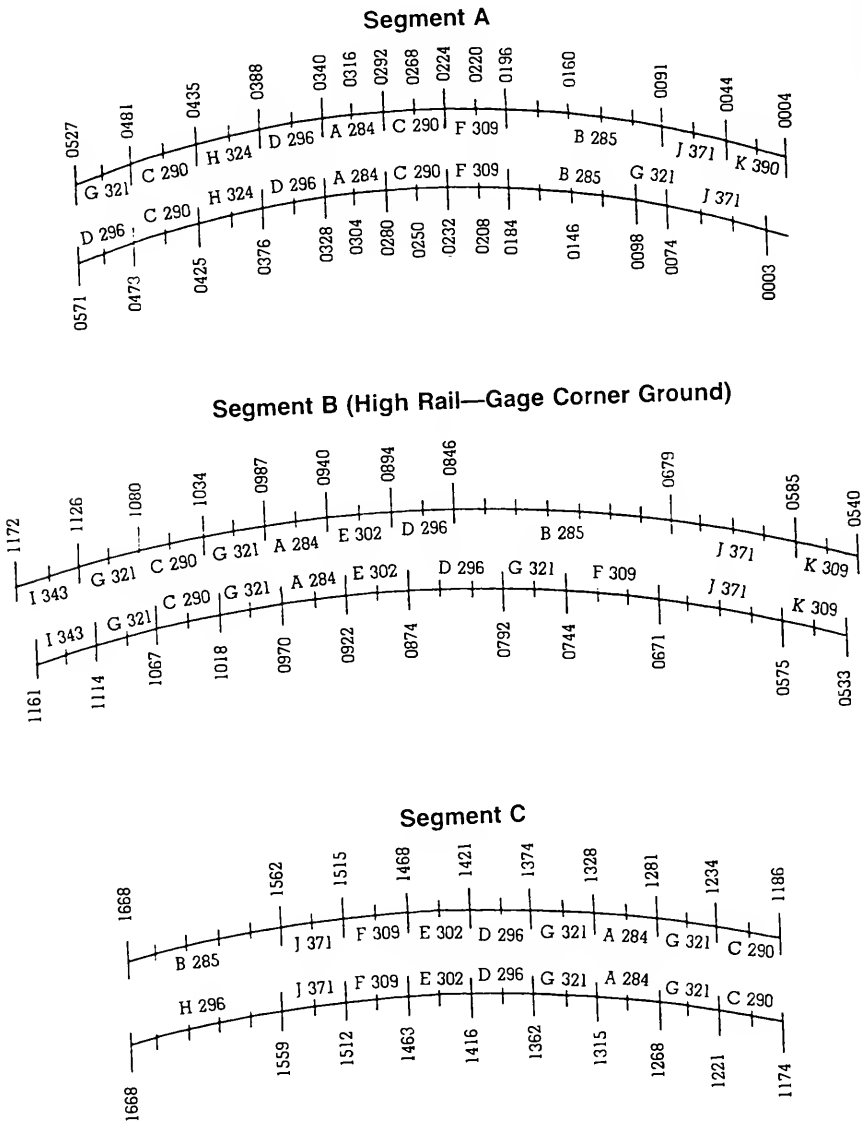 Segment A
0527 0481 0435 0388 0340 0316 0292 0268 0224 0220 0196 0160 0091 0044 0004
G 321 C 290 H 324 D 296 A 284 C 290 F 309 B 285 J 371 K 390
D 296 C 290 H 324 D 296 A 284 C 290 F 309 B 285 G 321 J 371
0571 0473 0425 0376 0328 0304 0280 0250 0232 0208 0184 0146 0098 0074 0003
Segment B (High Rail—Gage Corner Ground)
1172 1126 1080 1034 0987 0940 0894 0846 0679 0585 0540
I 343 G 321 C 290 G 321 A 284 E 302 D 296 B 285 J 371 K 309
I 343 G 321 C 290 G 321 A 284 E 302 D 296 G 321 F 309 J 371 K 309
1161 1114 1067 1018 0970 0922 0874 0792 0744 0671 0575 0533
Segment C
1668 1562 1515 1468 1421 1374 1328 1281 1234 1186
B 285 J 371 F 309 E 302 D 296 G 321 A 284 G 321 C 290
H 296 J 371 F 309 E 302 D 296 G 321 A 284 G 321 C 290
1668 1559 1512 1463 1416 1362 1315 1268 1221 1174